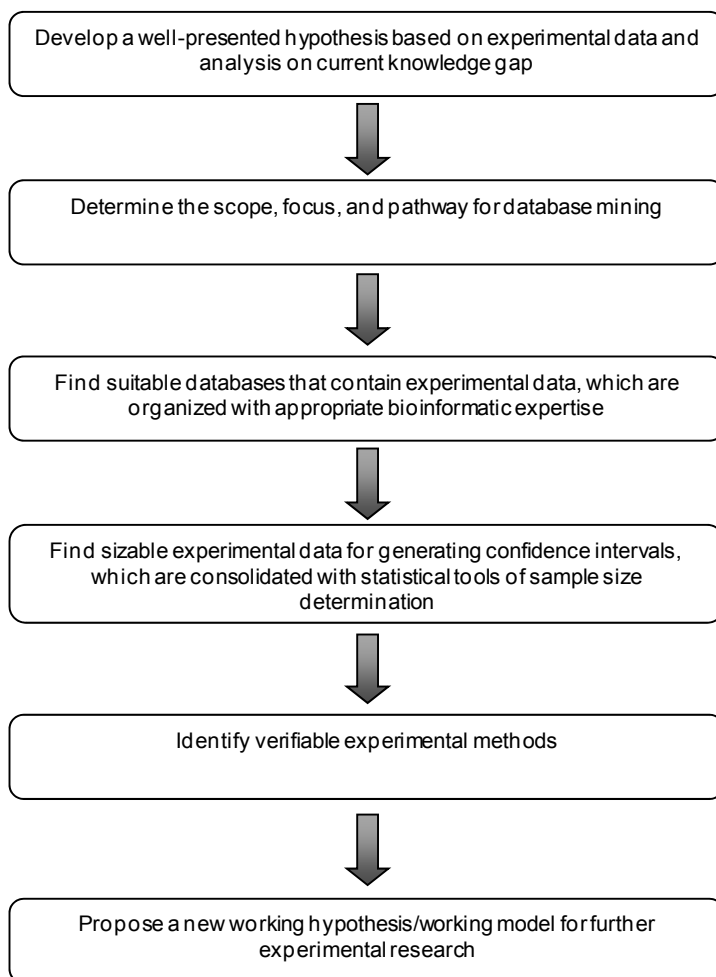 Develop a well-presented hypothesis based on experimental data and
analysis on current knowledge gap
Determine the scope, focus, and pathway for database mining
Find suitable databases that contain experimental data, which are
organized with appropriate bioinformatic expertise
Find sizable experimental data for generating confidence intervals,
which are consolidated with statistical tools of sample size
determination
Identify verifiable experimental methods
Propose a new working hypothesis/working model for further
experimental research